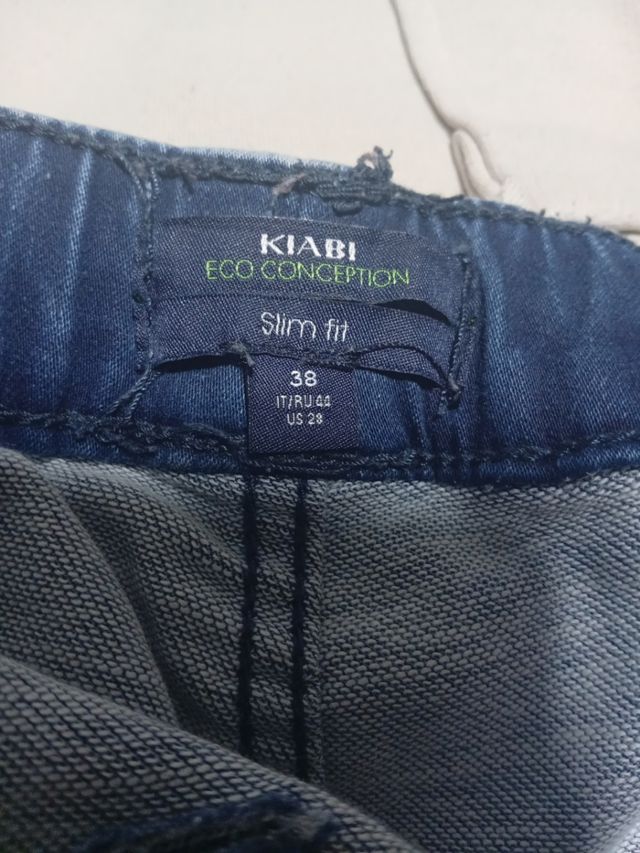 KIABI
ECO CONCEPTION
Slim fit
38
IT/RU 44
US 28